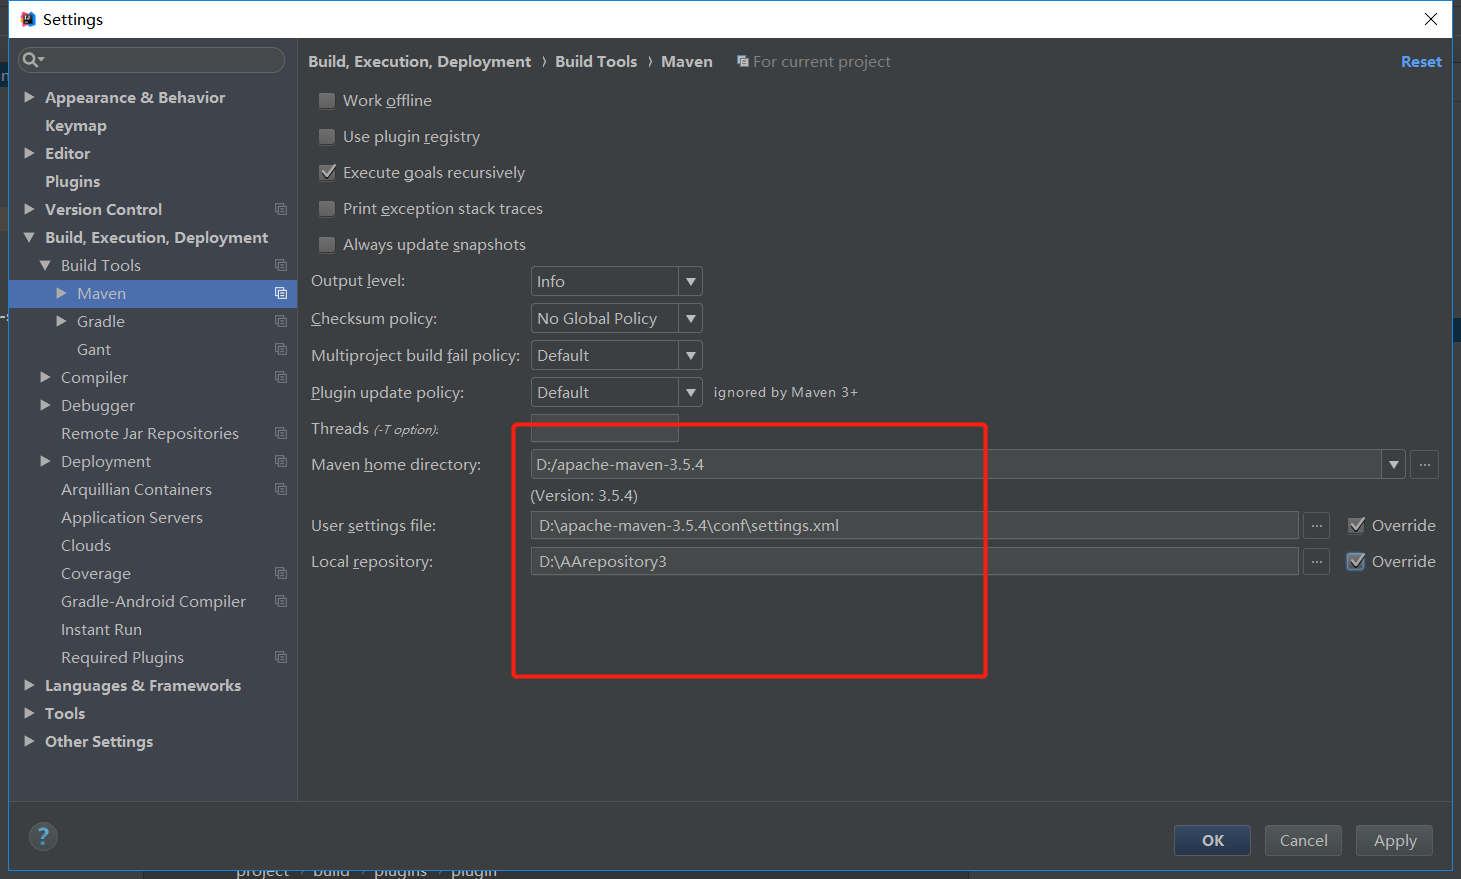 Settings
Build, Execution, Deployment › Build Tools › Maven For current project Reset
Appearance & Behavior
Keymap
Editor
Plugins
Version Control
Build, Execution, Deployment
Build Tools
Maven
Gradle
Gant
Compiler
Debugger
Remote Jar Repositories
Deployment
Arquillian Containers
Application Servers
Clouds
Coverage
Gradle-Android Compiler
Instant Run
Required Plugins
Languages & Frameworks
Tools
Other Settings
Work offline
Use plugin registry
Execute goals recursively
Print exception stack traces
Always update snapshots
Output level: Info
Checksum policy: No Global Policy
Multiproject build fail policy: Default
Plugin update policy: Default ignored by Maven 3+
Threads (-T option):
Maven home directory: D:/apache-maven-3.5.4 ...
(Version: 3.5.4)
User settings file: D:\apache-maven-3.5.4\conf\settings.xml ... Override
Local repository: D:\AArepository3 ... Override
? OK Cancel Apply
project › build › plugins › plugin